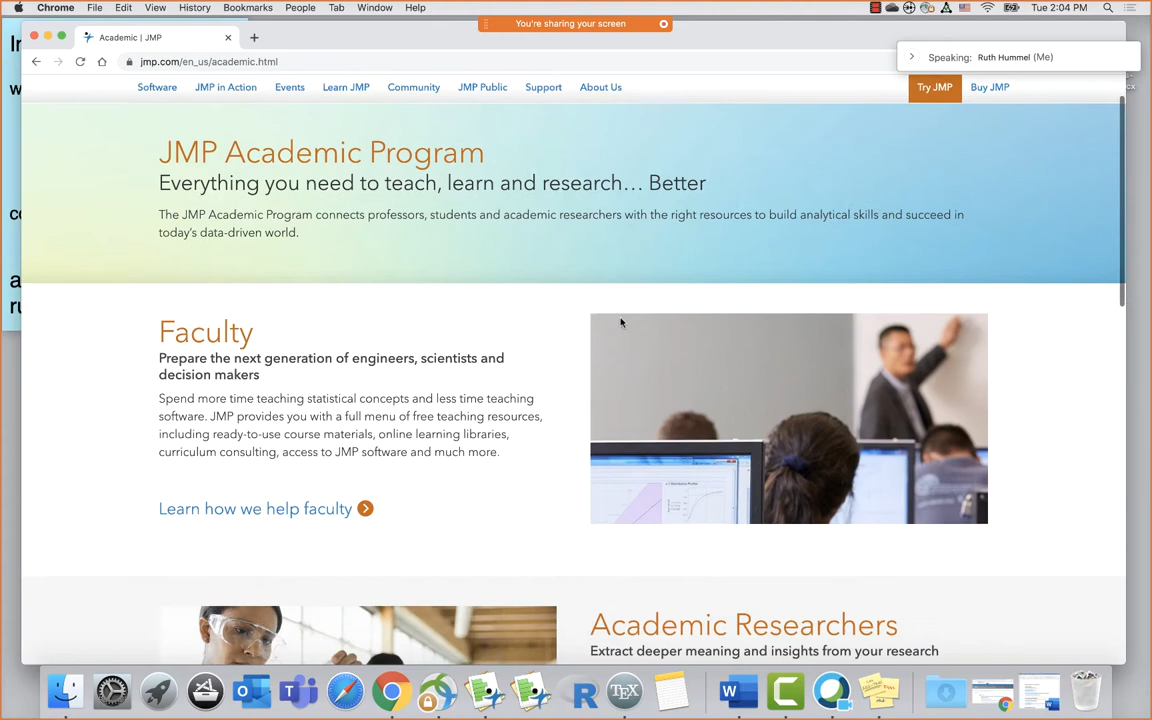 Chrome File Edit View History Bookmarks People Tab Window Help
Tue 2:04 PM
You're sharing your screen
Academic | JMP
Speaking: Ruth Hummel (Me)
jmp.com/en_us/academic.html
Software JMP in Action Events Learn JMP Community JMP Public Support About Us Try JMP Buy JMP
JMP Academic Program
Everything you need to teach, learn and research... Better
The JMP Academic Program connects professors, students and academic researchers with the right resources to build analytical skills and succeed in
today's data-driven world.
Faculty
Prepare the next generation of engineers, scientists and
decision makers
Spend more time teaching statistical concepts and less time teaching
software. JMP provides you with a full menu of free teaching resources,
including ready-to-use course materials, online learning libraries,
curriculum consulting, access to JMP software and much more.
Learn how we help faculty
Academic Researchers
Extract deeper meaning and insights from your research